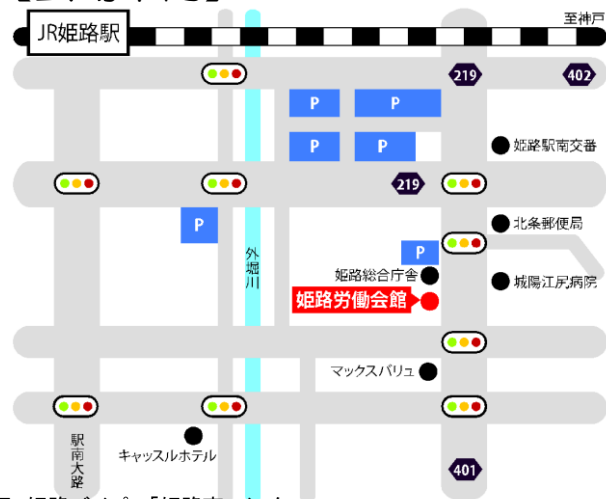 至神戸
JR姫路駅
219
402
P
P
P
P
姫路駅南交番
219
P
北条郵便局
P
外堀川
姫路総合庁舎
城陽江尻病院
姫路労働会館
マックスバリュ
駅南大路
キャッスルホテル
401